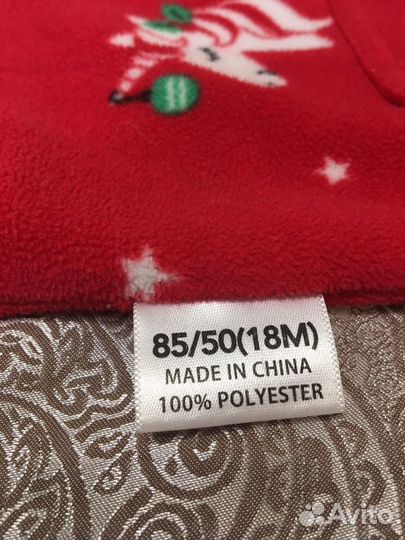 85/50(18M)
MADE IN CHINA
100% POLYESTER
Avito